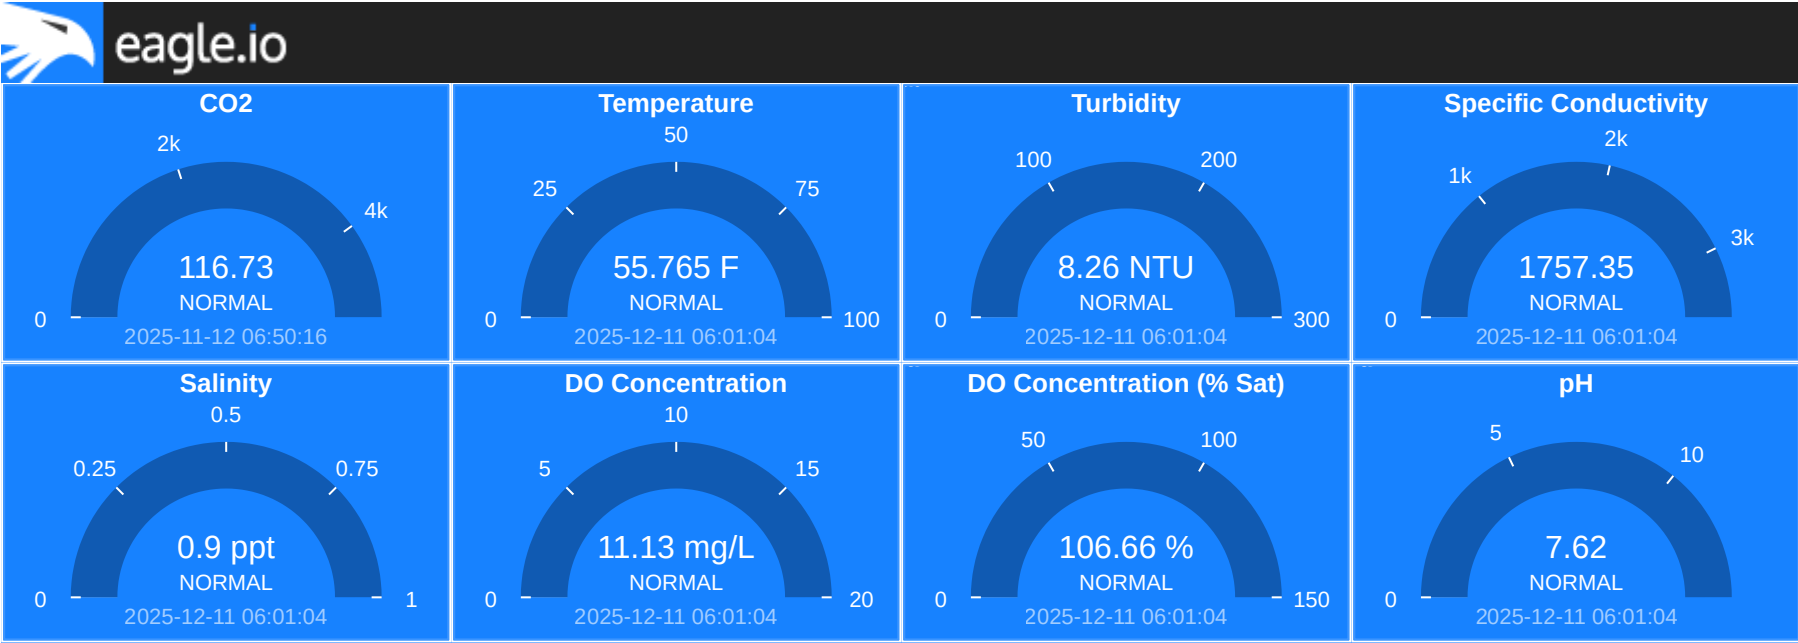 eagle.io
CO2
2k
4k
116.73
NORMAL
0
2025-11-12 06:50:16
Temperature
50
25
75
55.765 F
NORMAL
0
100
2025-12-11 06:01:04
Turbidity
100
200
8.26 NTU
NORMAL
0
300
2025-12-11 06:01:04
Specific Conductivity
2k
1k
3k
1757.35
NORMAL
0
2025-12-11 06:01:04
Salinity
0.5
0.25
0.75
0.9 ppt
NORMAL
0
1
2025-12-11 06:01:04
DO Concentration
10
5
15
11.13 mg/L
NORMAL
0
20
2025-12-11 06:01:04
DO Concentration (% Sat)
50
100
106.66 %
NORMAL
0
150
2025-12-11 06:01:04
pH
5
10
7.62
NORMAL
0
2025-12-11 06:01:04